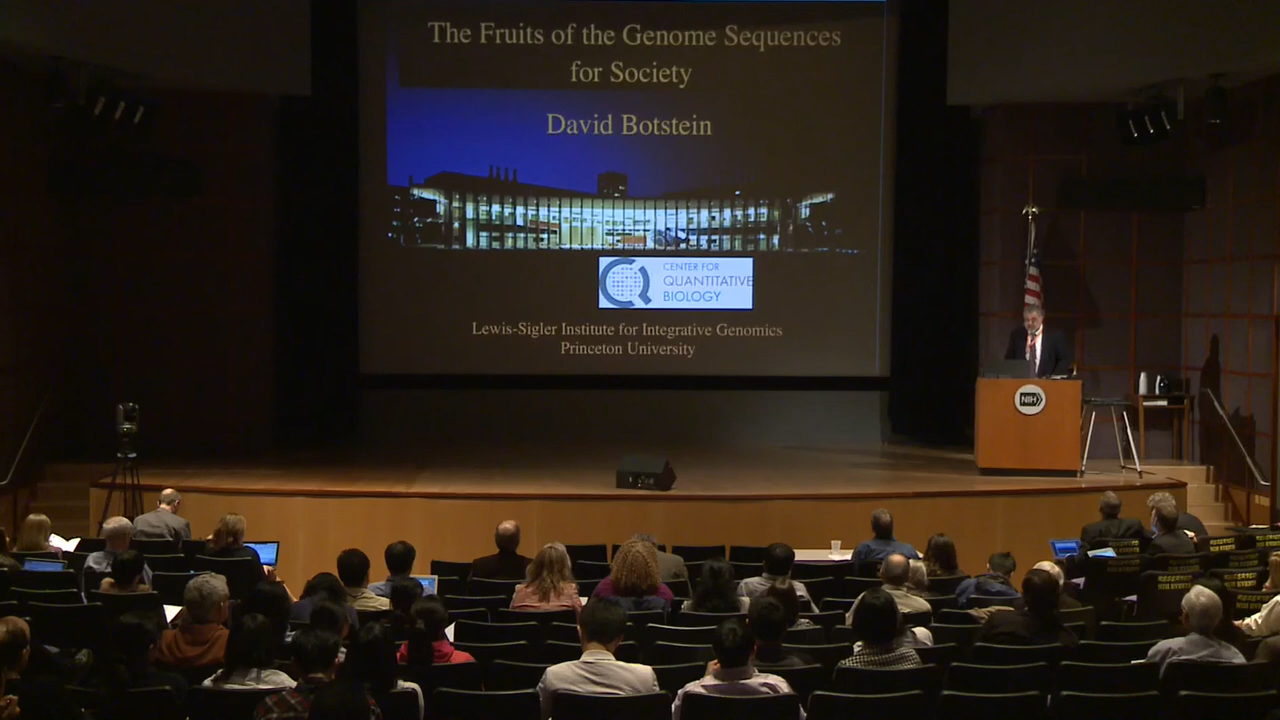 The Fruits of the Genome Sequences
for Society
David Botstein
CENTER FOR
QUANTITATIVE
BIOLOGY
Lewis-Sigler Institute for Integrative Genomics
Princeton University
NIH